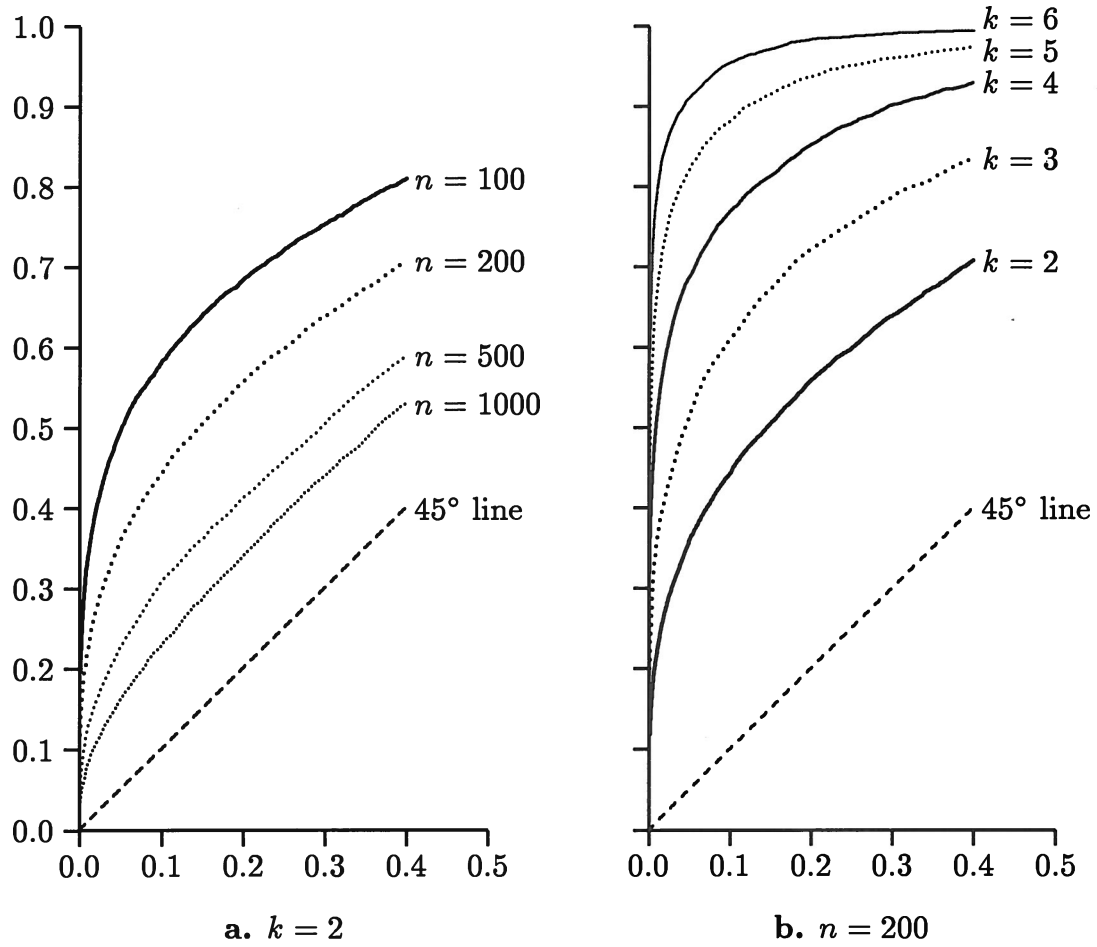 1.0
0.9
0.8
0.7
0.6
0.5
0.4
0.3
0.2
0.1
0.0
n = 100
n = 200
n = 500
n = 1000
45° line
0.0 0.1 0.2 0.3 0.4 0.5
a. k = 2
k = 6
k = 5
k = 4
k = 3
k = 2
45° line
0.0 0.1 0.2 0.3 0.4 0.5
b. n = 200